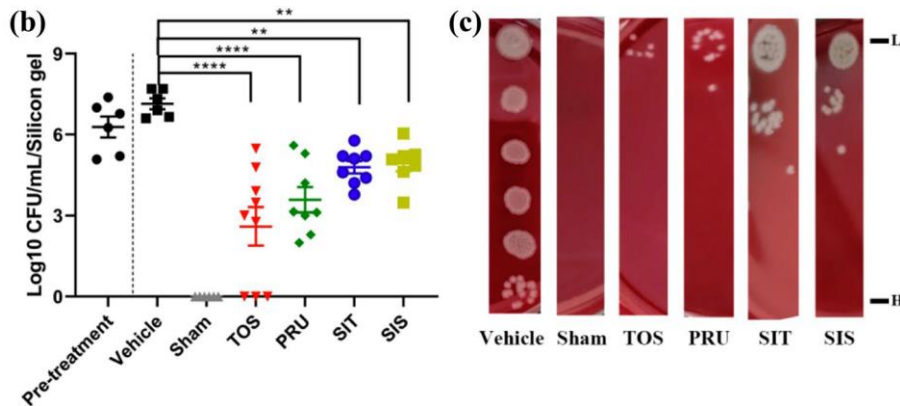 (b)
**
**
****
****
9
6
3
0
Log10 CFU/mL/Silicon gel
Pre-treatment
Vehicle
Sham
TOS
PRU
SIT
SIS
(c)
L
H
Vehicle Sham TOS PRU SIT SIS